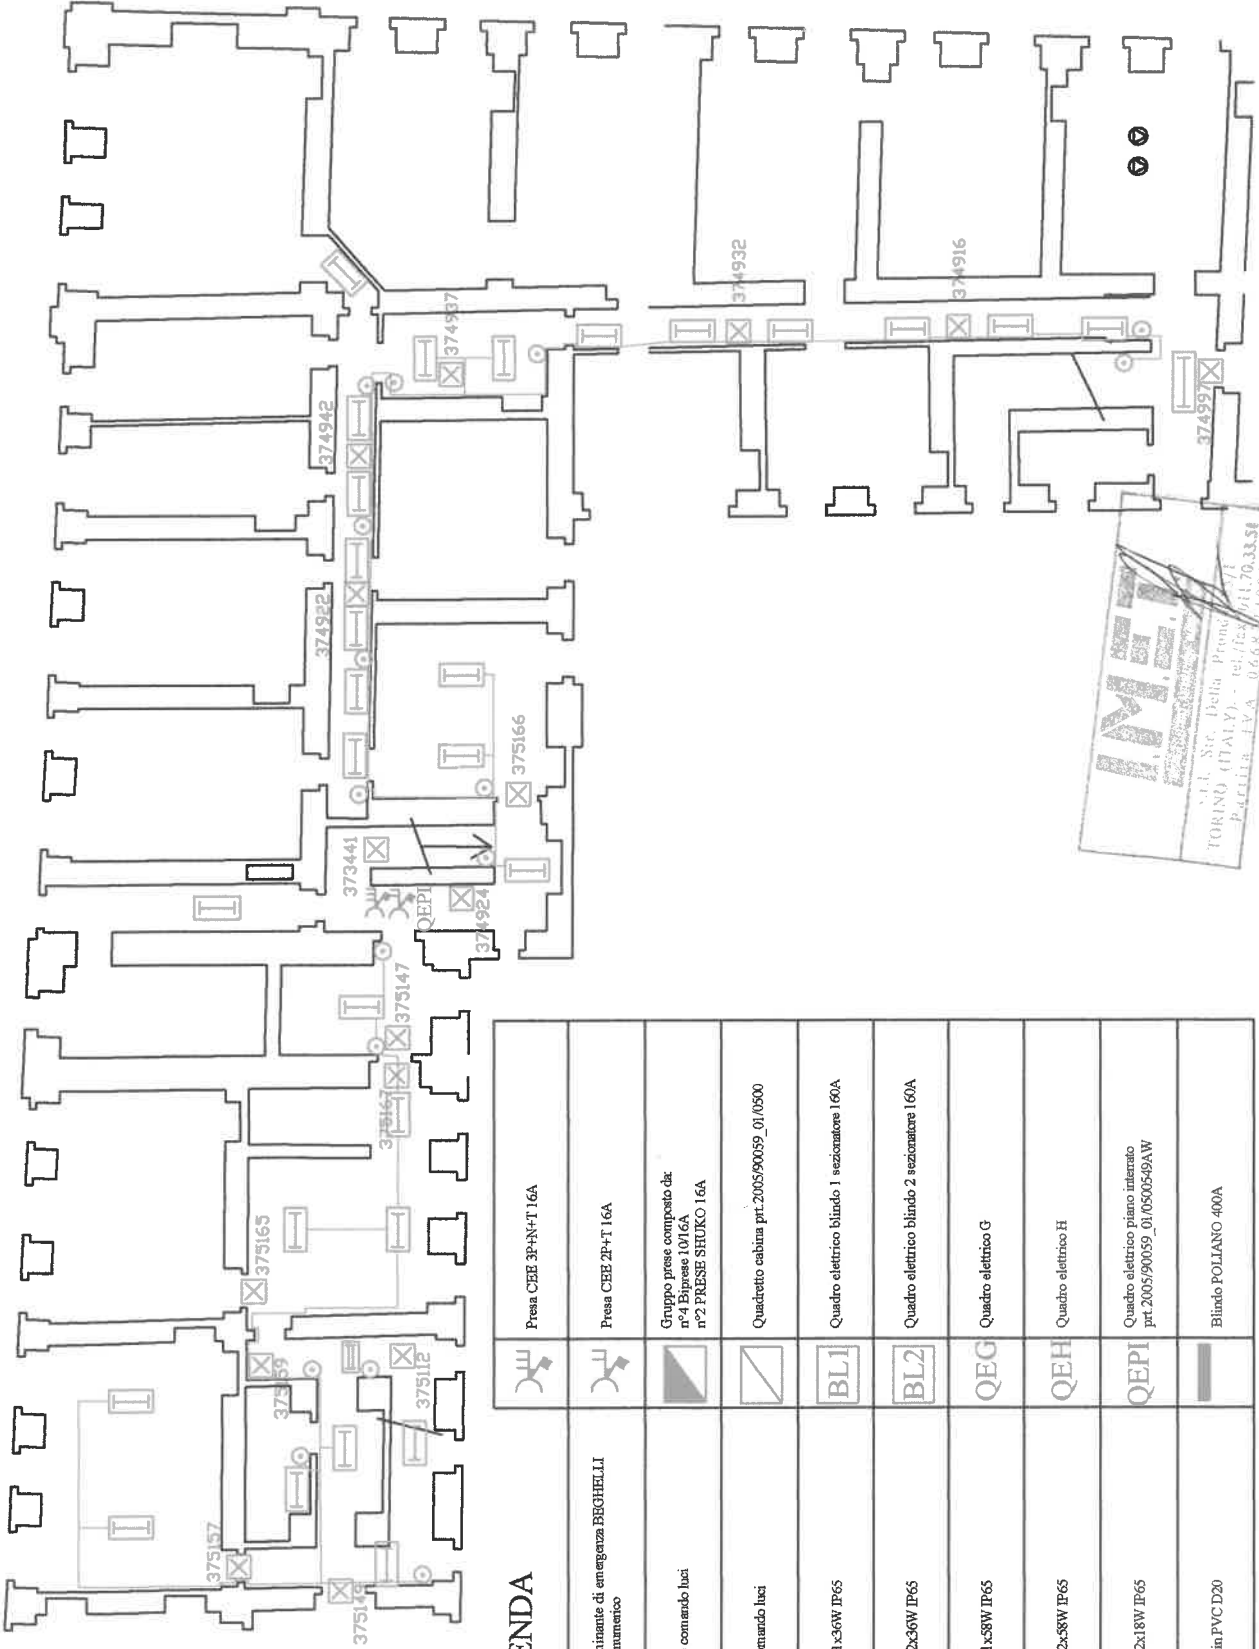 374937
374932
374916
374942
374922
374997
375166
373441
QEPI
374924
375147
375167
375165
375159
375112
375157
375149
IMET
TORINO (ITALY) - tel./fax
ENDA
Presa CEE 3P+N+T 16A
minante di emergenza BEGHELLI
numerico
Presa CEE 2P+T 16A
comando luci
Gruppo prese composto da:
n°4 Biprese 10/16A
n°2 PRESE SHUKO 16A
mando luci
Quadretto cabina prt.2005/90059_01/0500
1x36W IP65
BL1
Quadro elettrico blindo 1 sezionatore 160A
2x36W IP65
BL2
Quadro elettrico blindo 2 sezionatore 160A
1x58W IP65
QEG
Quadro elettrico G
2x58W IP65
QEH
Quadro elettrico H
2x18W IP65
QEPI
Quadro elettrico piano interrato
prt.2005/90059_01/0500549AW
in PVC D20
Blindo POLIANO 400A